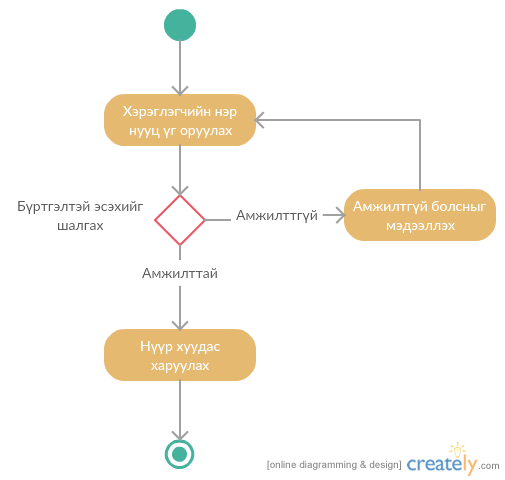 Хэрэглэгчийн нэр
нууц үг оруулах
Бүртгэлтэй эсэхийг
шалгах
Амжилттгүй
Амжилтгүй болсныг
мэдээллэх
Амжилттай
Нүүр хуудас
харуулах
[online diagramming & design] creately.com